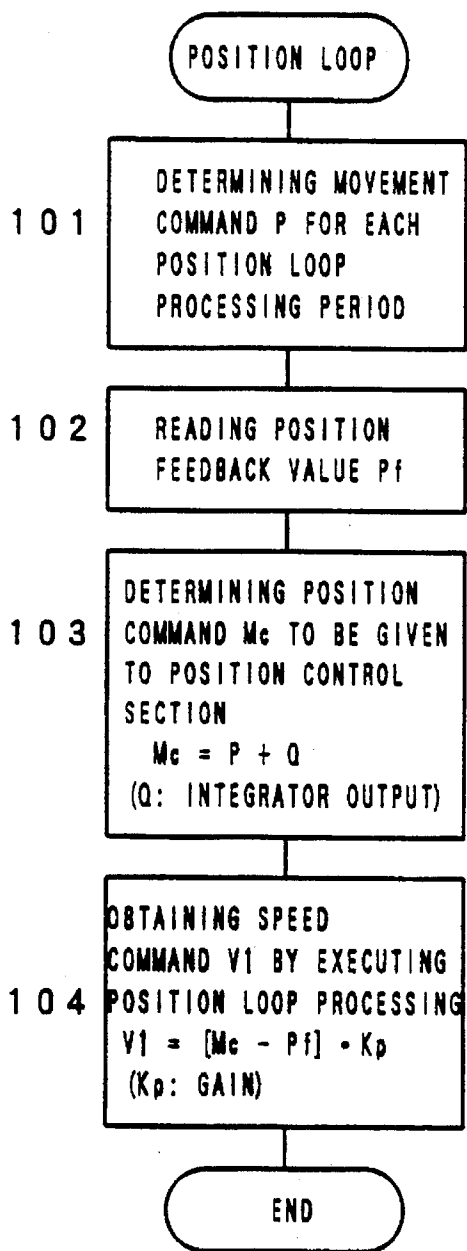 POSITION LOOP
101
DETERMINING MOVEMENT
COMMAND P FOR EACH
POSITION LOOP
PROCESSING PERIOD
102
READING POSITION
FEEDBACK VALUE Pf
103
DETERMINING POSITION
COMMAND Mc TO BE GIVEN
TO POSITION CONTROL
SECTION
Mc = P + Q
(Q: INTEGRATOR OUTPUT)
104
OBTAINING SPEED
COMMAND V1 BY EXECUTING
POSITION LOOP PROCESSING
V1 = [Mc - Pf] • Kp
(Kp: GAIN)
END